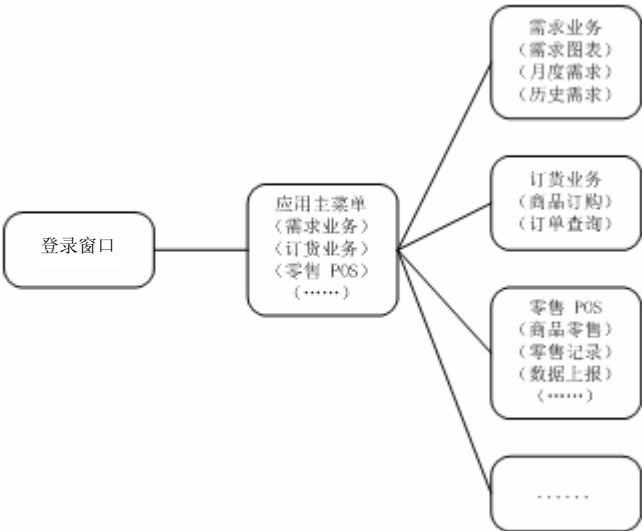 登录窗口
应用主菜单
（需求业务）
（订货业务）
（零售 POS）
（……）
需求业务
（需求图表）
（月度需求）
（历史需求）
订货业务
（商品订购）
（订单查询）
零售 POS
（商品零售）
（零售记录）
（数据上报）
（……）
······